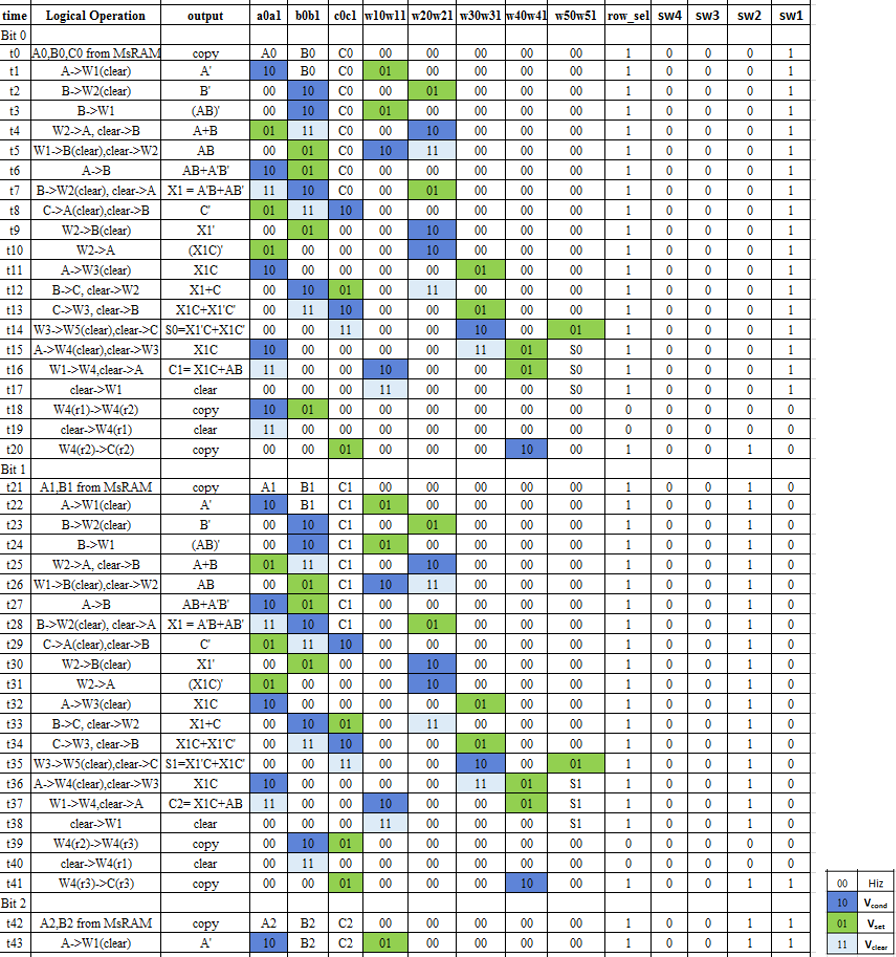 time Logical Operation output a0a1 b0b1 c0c1 w10w11 w20w21 w30w31 w40w41 w50w51 row_sel sw4 sw3 sw2 sw1
Bit 0
t0 A0,B0,C0 from MsRAM copy A0 B0 C0 00 00 00 00 00 1 0 0 0 1
t1 A->W1(clear) A' 10 B0 C0 01 00 00 00 00 1 0 0 0 1
t2 B->W2(clear) B' 00 10 C0 00 01 00 00 00 1 0 0 0 1
t3 B->W1 (AB)' 00 10 C0 01 00 00 00 00 1 0 0 0 1
t4 W2->A, clear->B A+B 01 11 C0 00 10 00 00 00 1 0 0 0 1
t5 W1->B(clear),clear->W2 AB 00 01 C0 10 11 00 00 00 1 0 0 0 1
t6 A->B AB+A'B' 10 01 C0 00 00 00 00 00 1 0 0 0 1
t7 B->W2(clear), clear->A X1 = A'B+AB' 11 10 C0 00 01 00 00 00 1 0 0 0 1
t8 C->A(clear),clear->B C' 01 11 10 00 00 00 00 00 1 0 0 0 1
t9 W2->B(clear) X1' 00 01 00 00 10 00 00 00 1 0 0 0 1
t10 W2->A (X1C)' 01 00 00 00 10 00 00 00 1 0 0 0 1
t11 A->W3(clear) X1C 10 00 00 00 00 01 00 00 1 0 0 0 1
t12 B->C, clear->W2 X1+C 00 10 01 00 11 00 00 00 1 0 0 0 1
t13 C->W3, clear->B X1C+X1'C' 00 11 10 00 00 01 00 00 1 0 0 0 1
t14 W3->W5(clear),clear->C S0=X1'C+X1C' 00 00 11 00 00 10 00 01 1 0 0 0 1
t15 A->W4(clear),clear->W3 X1C 10 00 00 00 00 11 01 S0 1 0 0 0 1
t16 W1->W4,clear->A C1= X1C+AB 11 00 00 10 00 00 01 S0 1 0 0 0 1
t17 clear->W1 clear 00 00 00 11 00 00 00 S0 1 0 0 0 1
t18 W4(r1)->W4(r2) copy 10 01 00 00 00 00 00 00 0 0 0 0 0
t19 clear->W4(r1) clear 11 00 00 00 00 00 00 00 0 0 0 0 0
t20 W4(r2)->C(r2) copy 00 00 01 00 00 00 10 00 1 0 0 1 0
Bit 1
t21 A1,B1 from MsRAM copy A1 B1 C1 00 00 00 00 00 1 0 0 1 0
t22 A->W1(clear) A' 10 B1 C1 01 00 00 00 00 1 0 0 1 0
t23 B->W2(clear) B' 00 10 C1 00 01 00 00 00 1 0 0 1 0
t24 B->W1 (AB)' 00 10 C1 01 00 00 00 00 1 0 0 1 0
t25 W2->A, clear->B A+B 01 11 C1 00 10 00 00 00 1 0 0 1 0
t26 W1->B(clear),clear->W2 AB 00 01 C1 10 11 00 00 00 1 0 0 1 0
t27 A->B AB+A'B' 10 01 C1 00 00 00 00 00 1 0 0 1 0
t28 B->W2(clear), clear->A X1 = A'B+AB' 11 10 C1 00 01 00 00 00 1 0 0 1 0
t29 C->A(clear),clear->B C' 01 11 10 00 00 00 00 00 1 0 0 1 0
t30 W2->B(clear) X1' 00 01 00 00 10 00 00 00 1 0 0 1 0
t31 W2->A (X1C)' 01 00 00 00 10 00 00 00 1 0 0 1 0
t32 A->W3(clear) X1C 10 00 00 00 00 01 00 00 1 0 0 1 0
t33 B->C, clear->W2 X1+C 00 10 01 00 11 00 00 00 1 0 0 1 0
t34 C->W3, clear->B X1C+X1'C' 00 11 10 00 00 01 00 00 1 0 0 1 0
t35 W3->W5(clear),clear->C S1=X1'C+X1C' 00 00 11 00 00 10 00 01 1 0 0 1 0
t36 A->W4(clear),clear->W3 X1C 10 00 00 00 00 11 01 S1 1 0 0 1 0
t37 W1->W4,clear->A C2= X1C+AB 11 00 00 10 00 00 01 S1 1 0 0 1 0
t38 clear->W1 clear 00 00 00 11 00 00 00 S1 1 0 0 1 0
t39 W4(r2)->W4(r3) copy 00 10 01 00 00 00 00 00 0 0 0 0 0
t40 clear->W4(r1) clear 00 11 00 00 00 00 00 00 0 0 0 0 0
t41 W4(r3)->C(r3) copy 00 00 01 00 00 00 10 00 1 0 0 1 1
Bit 2
t42 A2,B2 from MsRAM copy A2 B2 C2 00 00 00 00 00 1 0 0 1 1
t43 A->W1(clear) A' 10 B2 C2 01 00 00 00 00 1 0 0 1 1
00 Hiz
10 Vcond
01 Vset
11 Vclear